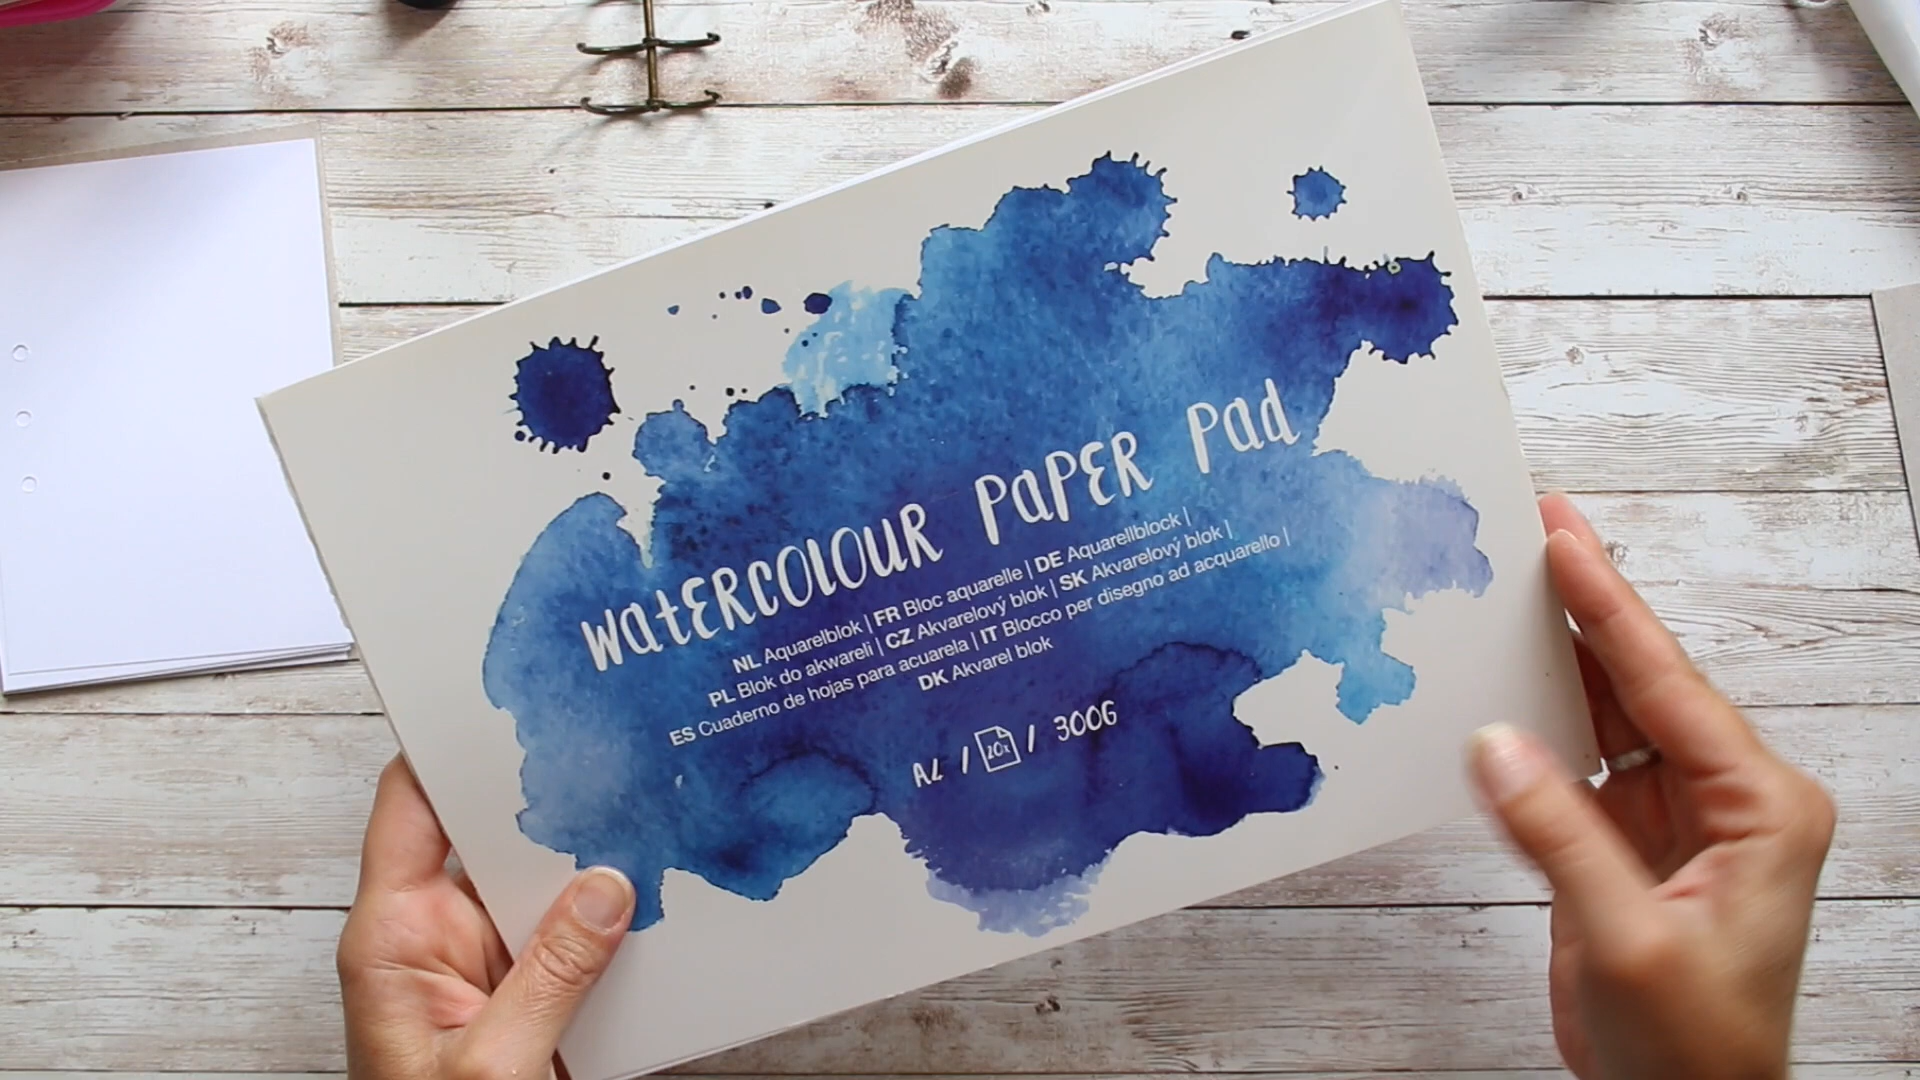 WATERCOLOUR PAPER PAD
NL Aquarelblok | FR Bloc aquarelle | DE Aquarellblock |
PL Blok do akwareli | CZ Akvarelový blok | SK Akvarelový blok |
ES Cuaderno de hojas para acuarela | IT Blocco per disegno ad acquarello |
DK Akvarel blok
A4 / 20x / 300G